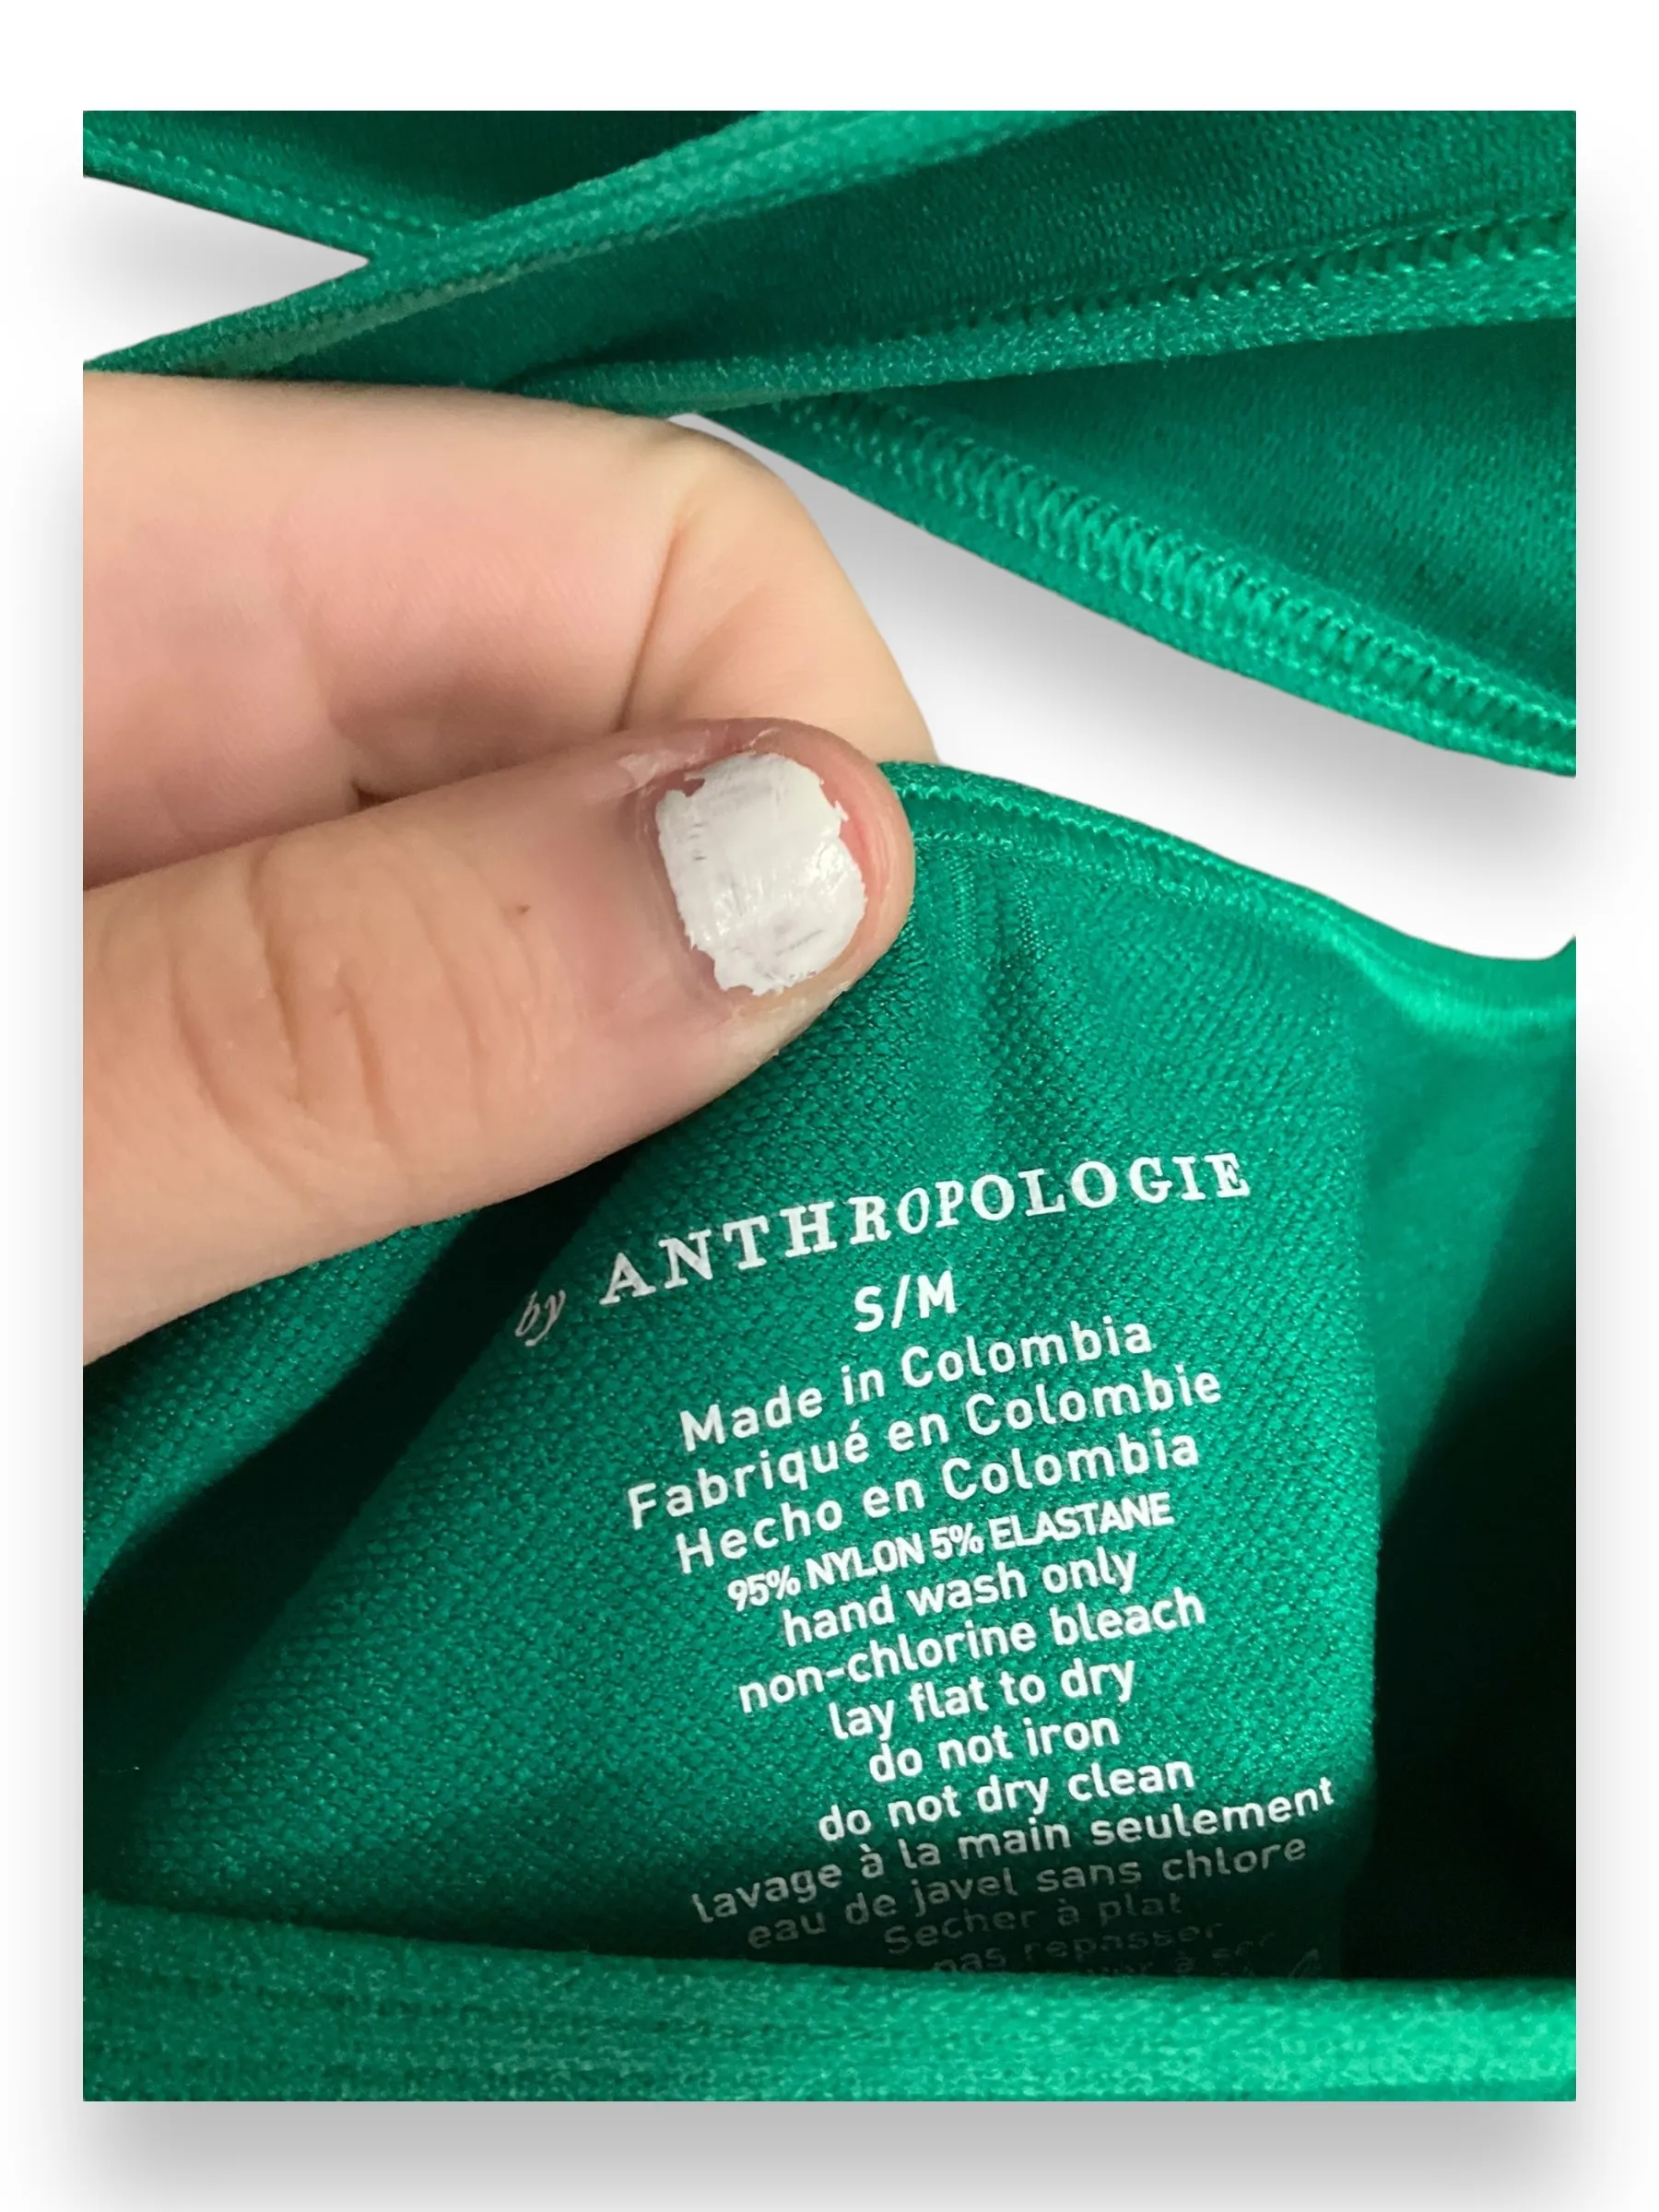 by ANTHROPOLOGIE
S/M
Made in Colombia
Fabriqué en Colombie
Hecho en Colombia
95% NYLON 5% ELASTANE
hand wash only
non-chlorine bleach
lay flat to dry
do not iron
do not dry clean
lavage à la main seulement
eau de javel sans chlore
Secher à plat
pas repasser